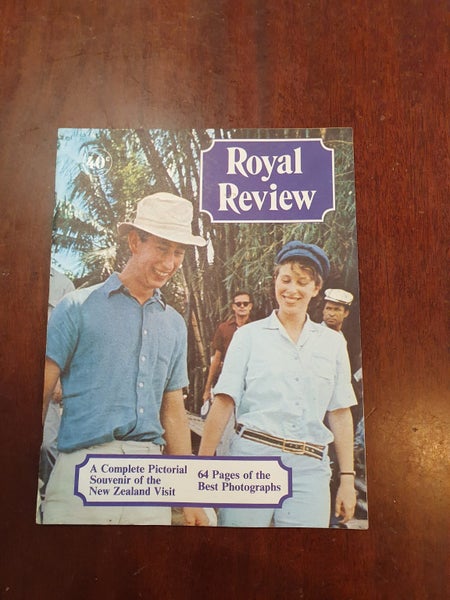 40c
Royal
Review
A Complete Pictorial
Souvenir of the
New Zealand Visit
64 Pages of the
Best Photographs